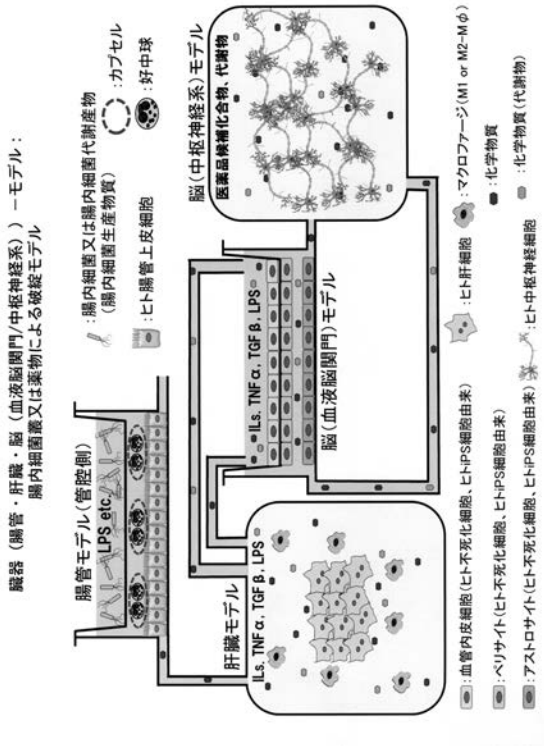 臓器（腸管・肝臓・脳（血液脳関門/中枢神経系））ーモデル：
腸内細菌叢又は薬物による破綻モデル
腸管モデル（管腔側）
LPS etc.
:腸内細菌又は腸内細菌代謝産物
（腸内細菌生産物質）
:ヒト腸管上皮細胞
:カプセル
:好中球
肝臓モデル
ILs. TNFα, TGFβ, LPS
ILs. TNFα, TGFβ, LPS
脳（血液脳関門）モデル
脳（中枢神経系）モデル
医薬品候補化合物、代謝物
:血管内皮細胞（ヒト不死化細胞、ヒトiPS細胞由来）
:ペリサイト（ヒト不死化細胞、ヒトiPS細胞由来）
:アストロサイト（ヒト不死化細胞、ヒトiPS細胞由来）
:ヒト肝細胞
:ヒト中枢神経細胞
:マクロファージ（M1 or M2-Mφ）
:化学物質
:化学物質（代謝物）